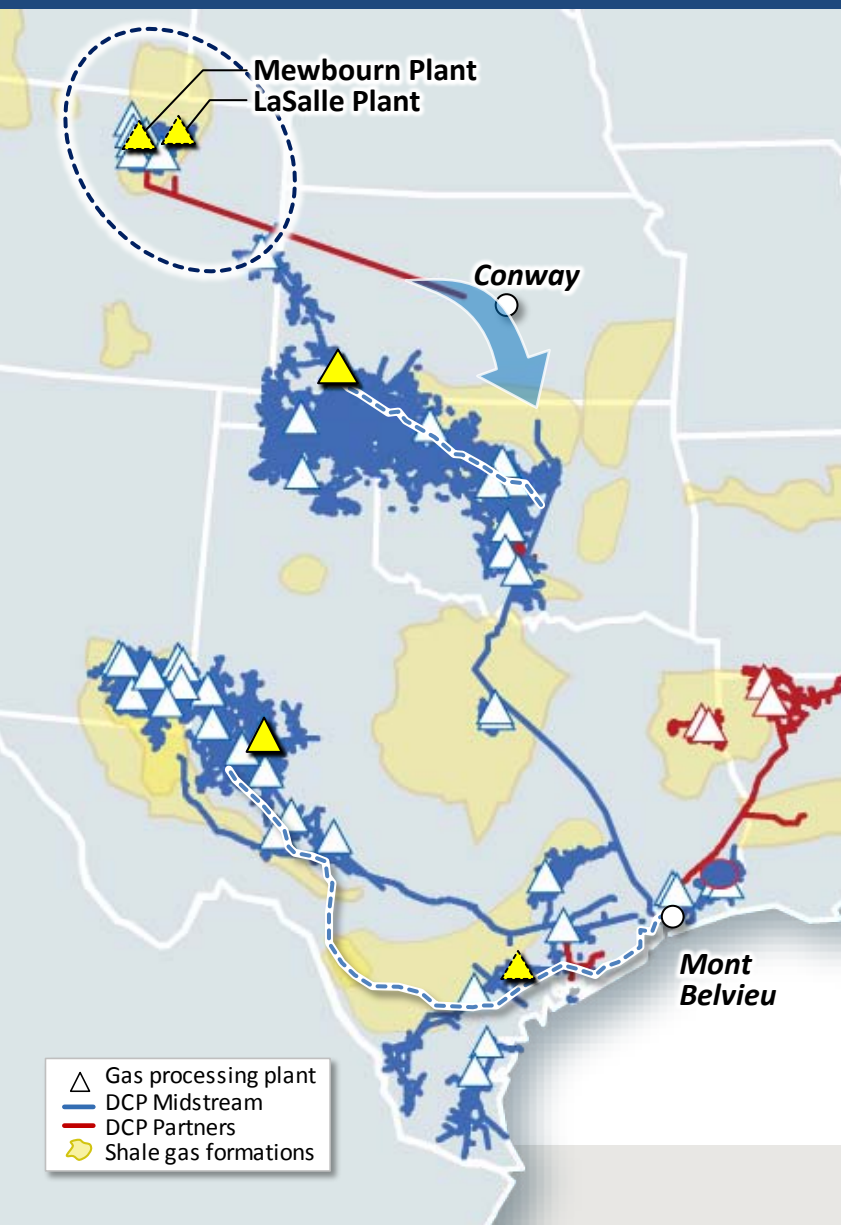 Mewbourn Plant
LaSalle Plant
Conway
Mont
Belvieu
Gas processing plant
DCP Midstream
DCP Partners
Shale gas formations